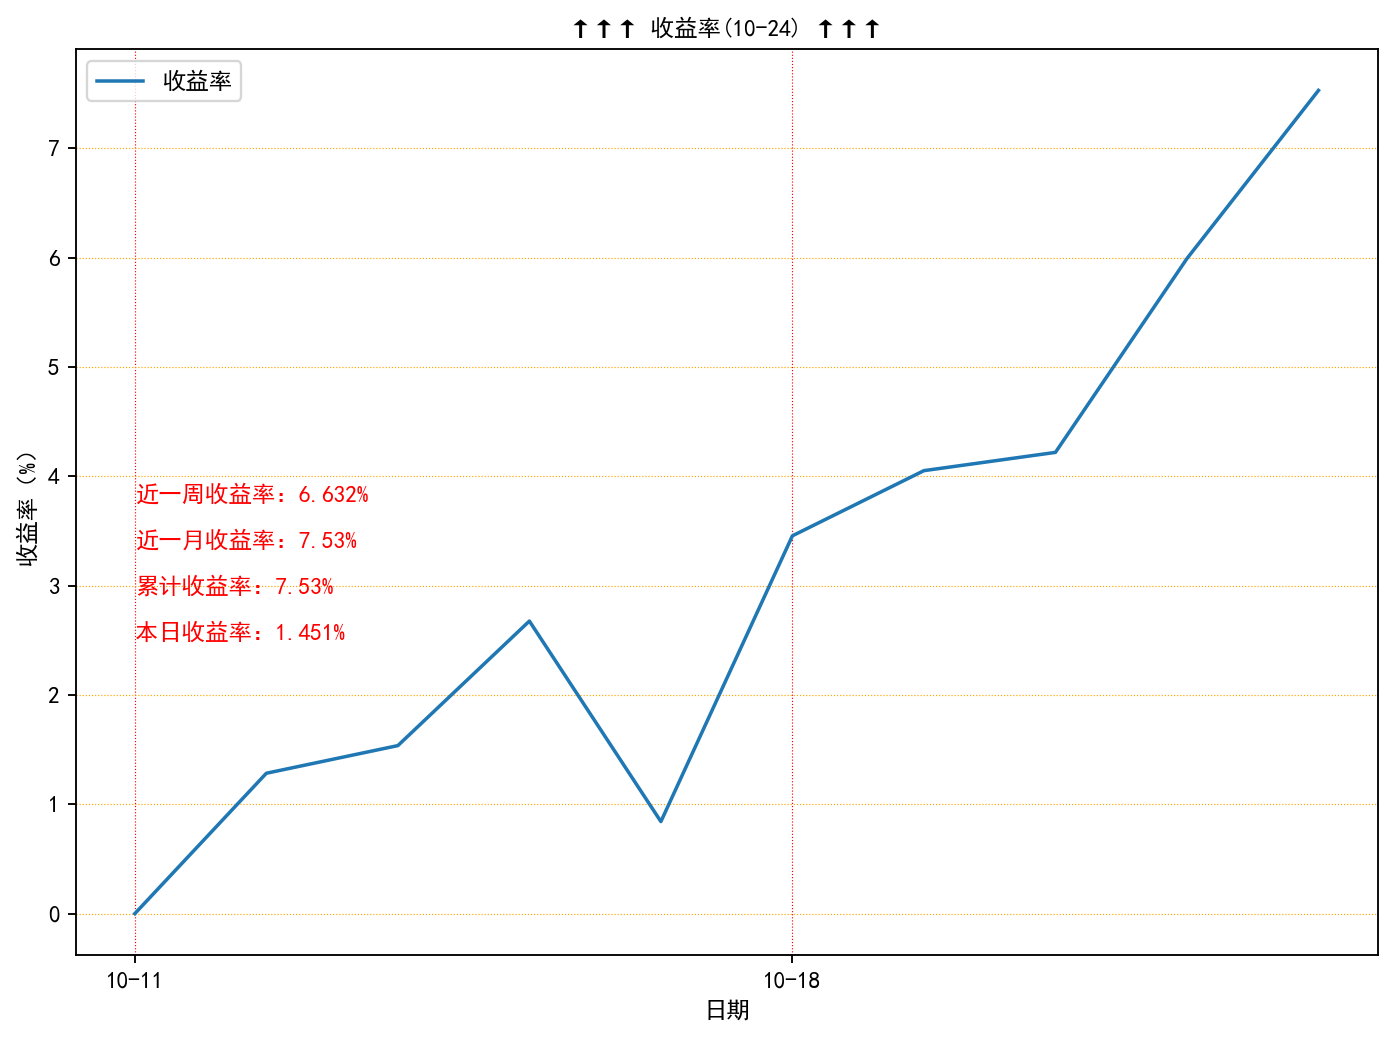 ↑↑↑ 收益率(10-24) ↑↑↑
收益率
7
6
5
4
3
2
1
0
收益率 (%)
近一周收益率：6.632%
近一月收益率：7.53%
累计收益率：7.53%
本日收益率：1.451%
10-11
10-18
日期